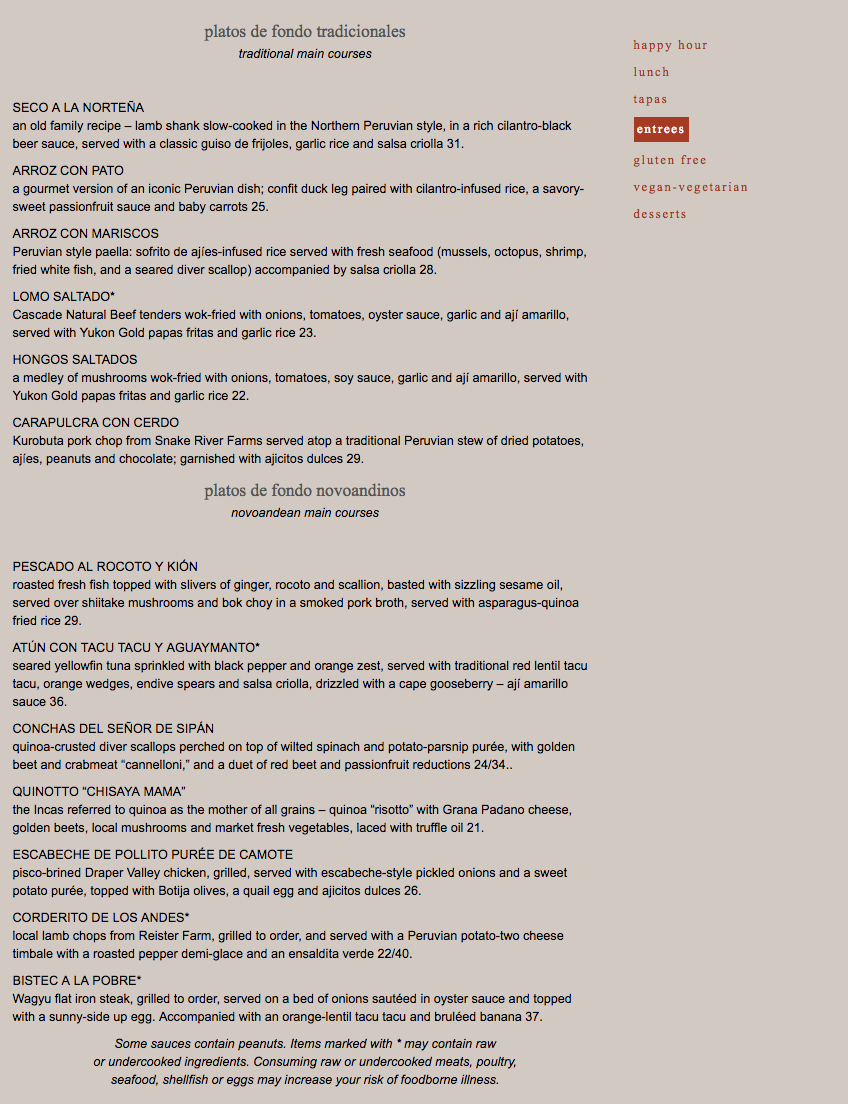 platos de fondo tradicionales
traditional main courses
SECO A LA NORTEÑA
an old family recipe – lamb shank slow-cooked in the Northern Peruvian style, in a rich cilantro-black
beer sauce, served with a classic guiso de frijoles, garlic rice and salsa criolla 31.
ARROZ CON PATO
a gourmet version of an iconic Peruvian dish; confit duck leg paired with cilantro-infused rice, a savory-
sweet passionfruit sauce and baby carrots 25.
ARROZ CON MARISCOS
Peruvian style paella: sofrito de ajíes-infused rice served with fresh seafood (mussels, octopus, shrimp,
fried white fish, and a seared diver scallop) accompanied by salsa criolla 28.
LOMO SALTADO*
Cascade Natural Beef tenders wok-fried with onions, tomatoes, oyster sauce, garlic and ají amarillo,
served with Yukon Gold papas fritas and garlic rice 23.
HONGOS SALTADOS
a medley of mushrooms wok-fried with onions, tomatoes, soy sauce, garlic and ají amarillo, served with
Yukon Gold papas fritas and garlic rice 22.
CARAPULCRA CON CERDO
Kurobuta pork chop from Snake River Farms served atop a traditional Peruvian stew of dried potatoes,
ajíes, peanuts and chocolate; garnished with ajicitos dulces 29.
platos de fondo novoandinos
novoandean main courses
PESCADO AL ROCOTO Y KIÓN
roasted fresh fish topped with slivers of ginger, rocoto and scallion, basted with sizzling sesame oil,
served over shiitake mushrooms and bok choy in a smoked pork broth, served with asparagus-quinoa
fried rice 29.
ATÚN CON TACU TACU Y AGUAYMANTO*
seared yellowfin tuna sprinkled with black pepper and orange zest, served with traditional red lentil tacu
tacu, orange wedges, endive spears and salsa criolla, drizzled with a cape gooseberry – ají amarillo
sauce 36.
CONCHAS DEL SEÑOR DE SIPÁN
quinoa-crusted diver scallops perched on top of wilted spinach and potato-parsnip purée, with golden
beet and crabmeat “cannelloni,” and a duet of red beet and passionfruit reductions 24/34..
QUINOTTO “CHISAYA MAMA”
the Incas referred to quinoa as the mother of all grains – quinoa “risotto” with Grana Padano cheese,
golden beets, local mushrooms and market fresh vegetables, laced with truffle oil 21.
ESCABECHE DE POLLITO PURÉE DE CAMOTE
pisco-brined Draper Valley chicken, grilled, served with escabeche-style pickled onions and a sweet
potato purée, topped with Botija olives, a quail egg and ajicitos dulces 26.
CORDERITO DE LOS ANDES*
local lamb chops from Reister Farm, grilled to order, and served with a Peruvian potato-two cheese
timbale with a roasted pepper demi-glace and an ensaldita verde 22/40.
BISTEC A LA POBRE*
Wagyu flat iron steak, grilled to order, served on a bed of onions sautéed in oyster sauce and topped
with a sunny-side up egg. Accompanied with an orange-lentil tacu tacu and bruléed banana 37.
Some sauces contain peanuts. Items marked with * may contain raw
or undercooked ingredients. Consuming raw or undercooked meats, poultry,
seafood, shellfish or eggs may increase your risk of foodborne illness.
happy hour
lunch
tapas
entrees
gluten free
vegan-vegetarian
desserts